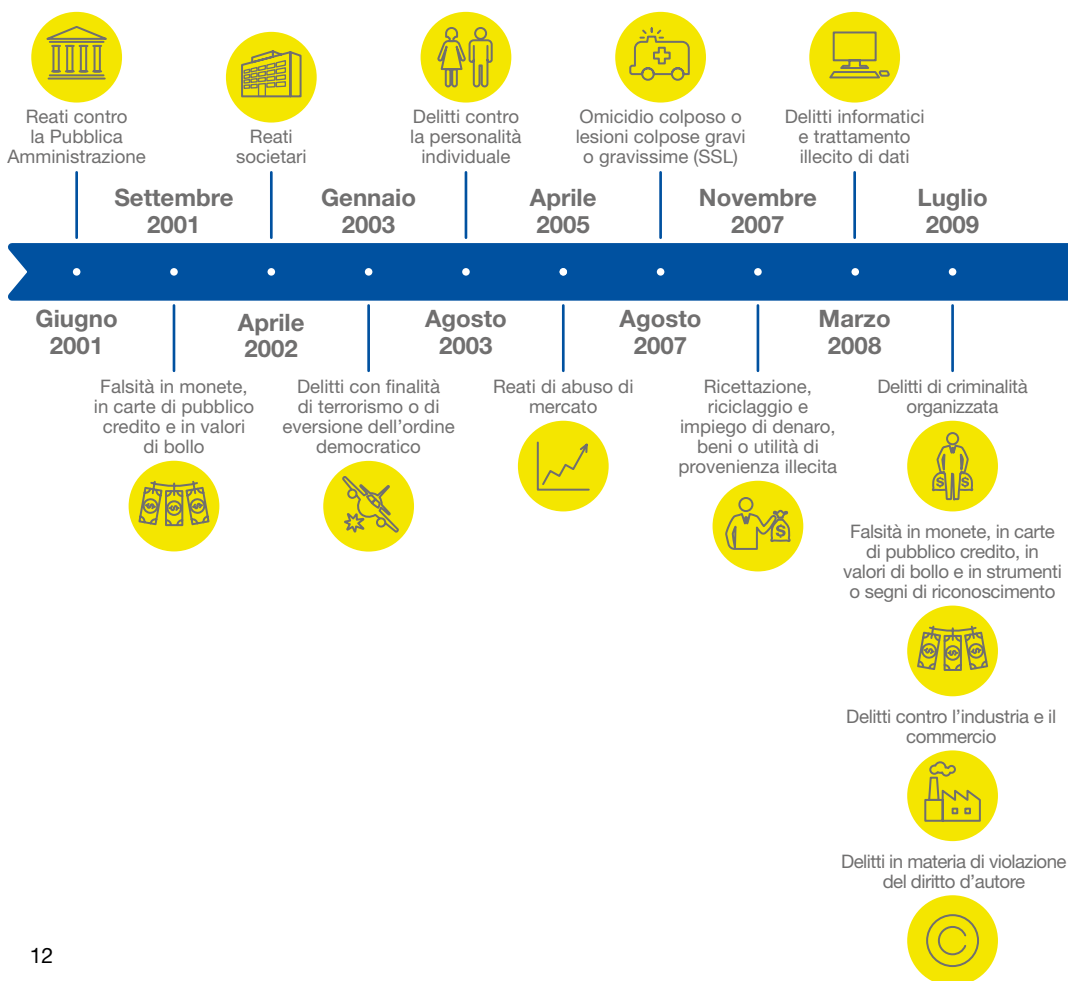 Reati contro
la Pubblica
Amministrazione
Reati
societari
Delitti contro
la personalità
individuale
Omicidio colposo o
lesioni colpose gravi
o gravissime (SSL)
Delitti informatici
e trattamento
illecito di dati
Settembre
2001
Gennaio
2003
Aprile
2005
Novembre
2007
Luglio
2009
Giugno
2001
Aprile
2002
Agosto
2003
Agosto
2007
Marzo
2008
Falsità in monete,
in carte di pubblico
credito e in valori
di bollo
Delitti con finalità
di terrorismo o di
eversione dell'ordine
democratico
Reati di abuso di
mercato
Ricettazione,
riciclaggio e
impiego di denaro,
beni o utilità di
provenienza illecita
Delitti di criminalità
organizzata
Falsità in monete, in carte
di pubblico credito, in
valori di bollo e in strumenti
o segni di riconoscimento
Delitti contro l'industria e il
commercio
Delitti in materia di violazione
del diritto d'autore
12